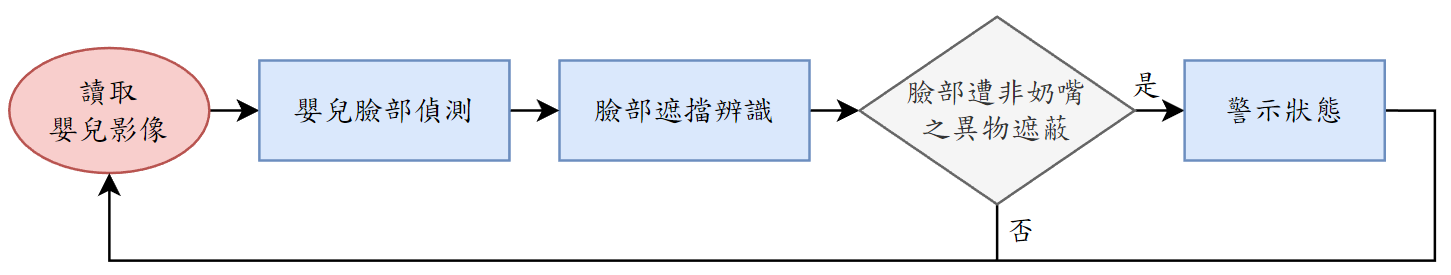 讀取
嬰兒影像
嬰兒臉部偵測
臉部遮擋辨識
臉部遭非奶嘴
之異物遮蔽
是
警示狀態
否